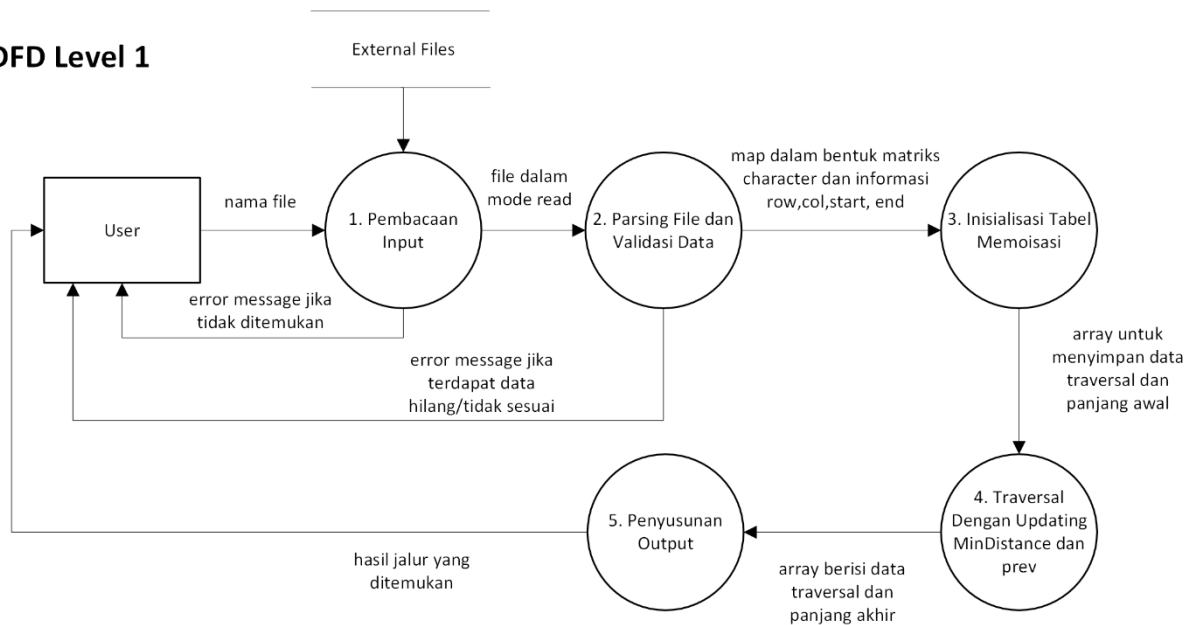 DFD Level 1
External Files
User
nama file
1. Pembacaan
Input
file dalam
mode read
2. Parsing File dan
Validasi Data
map dalam bentuk matriks
character dan informasi
row,col,start, end
3. Inisialisasi Tabel
Memoisasi
error message jika
tidak ditemukan
error message jika
terdapat data
hilang/tidak sesuai
array untuk
menyimpan data
traversal dan
panjang awal
4. Traversal
Dengan Updating
MinDistance dan
prev
array berisi data
traversal dan
panjang akhir
5. Penyusunan
Output
hasil jalur yang
ditemukan